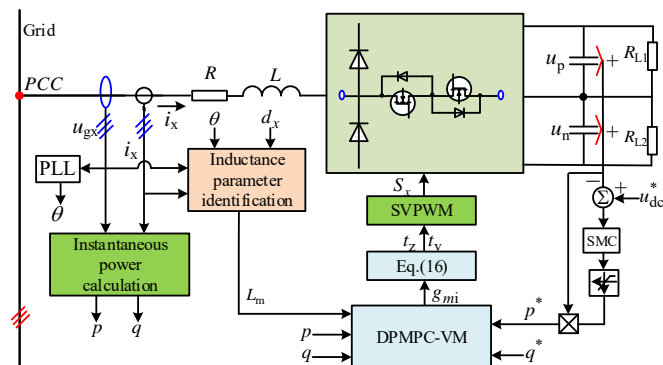 Grid
PCC
R
L
u_p
+
R_L1
u_n
+
R_L2
u_gx
i_x
i_x
θ
d_x
PLL
θ
Inductance
parameter
identification
S_x
SVPWM
−
+
Σ
u*_dc
SMC
Instantaneous
power
calculation
t_z t_y
Eq.(16)
g_mi
L_m
p
q
p
q
DPMPC-VM
p*
q*